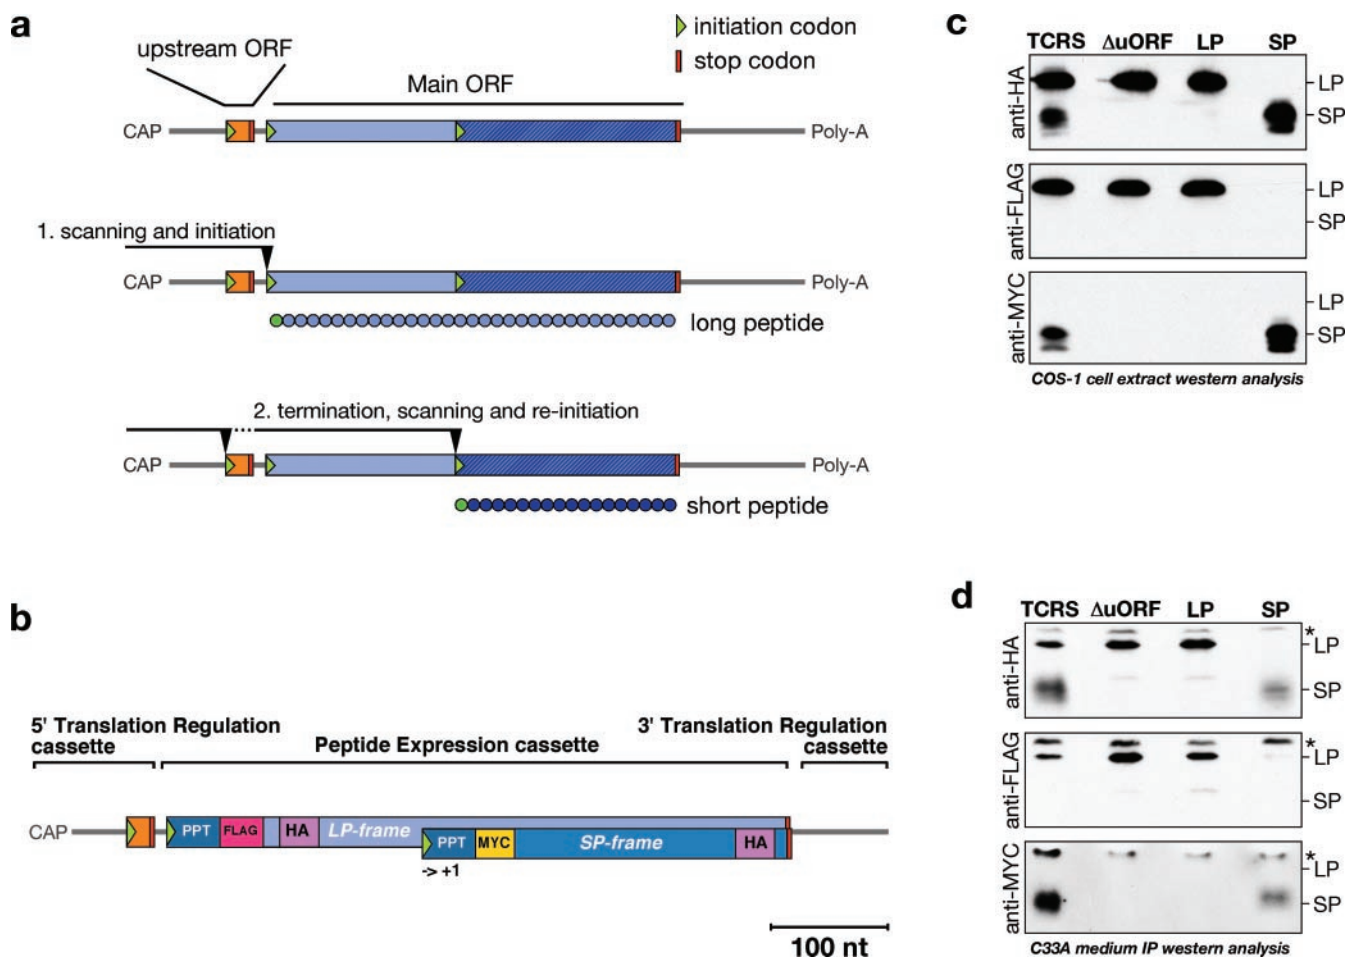 a
initiation codon
stop codon
upstream ORF
Main ORF
CAP
Poly-A
1. scanning and initiation
CAP
Poly-A
long peptide
2. termination, scanning and re-initiation
CAP
Poly-A
short peptide
b
5' Translation Regulation
cassette
Peptide Expression cassette
3' Translation Regulation
cassette
CAP
PPT
FLAG
HA
LP-frame
PPT
MYC
SP-frame
HA
-> +1
100 nt
c
TCRS ΔuORF LP SP
anti-HA
LP
SP
anti-FLAG
LP
SP
anti-MYC
LP
SP
COS-1 cell extract western analysis
d
TCRS ΔuORF LP SP
anti-HA
*
LP
SP
anti-FLAG
*
LP
SP
anti-MYC
*
LP
SP
C33A medium IP western analysis